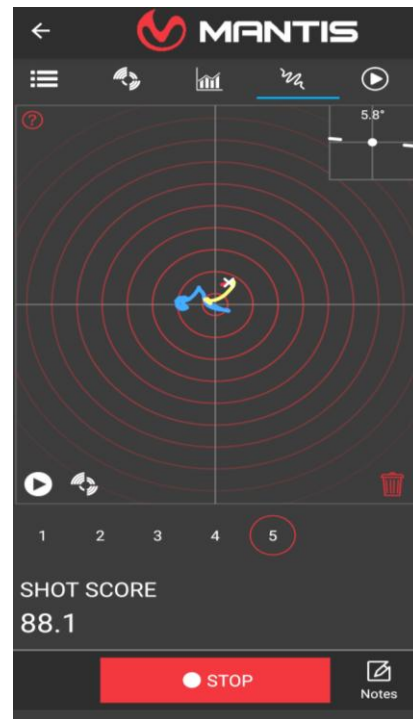 MANTIS
?
5.8°
1 2 3 4 5
SHOT SCORE
88.1
STOP
Notes